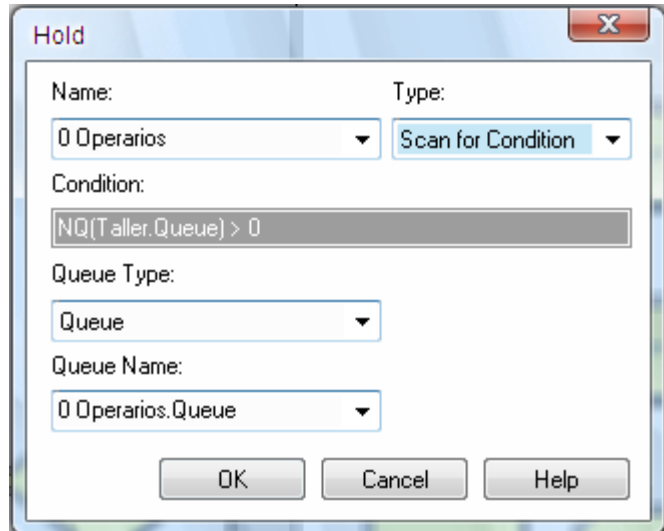 Hold
Name: Type:
0 Operarios Scan for Condition
Condition:
NQ(Taller.Queue) > 0
Queue Type:
Queue
Queue Name:
0 Operarios.Queue
OK Cancel Help